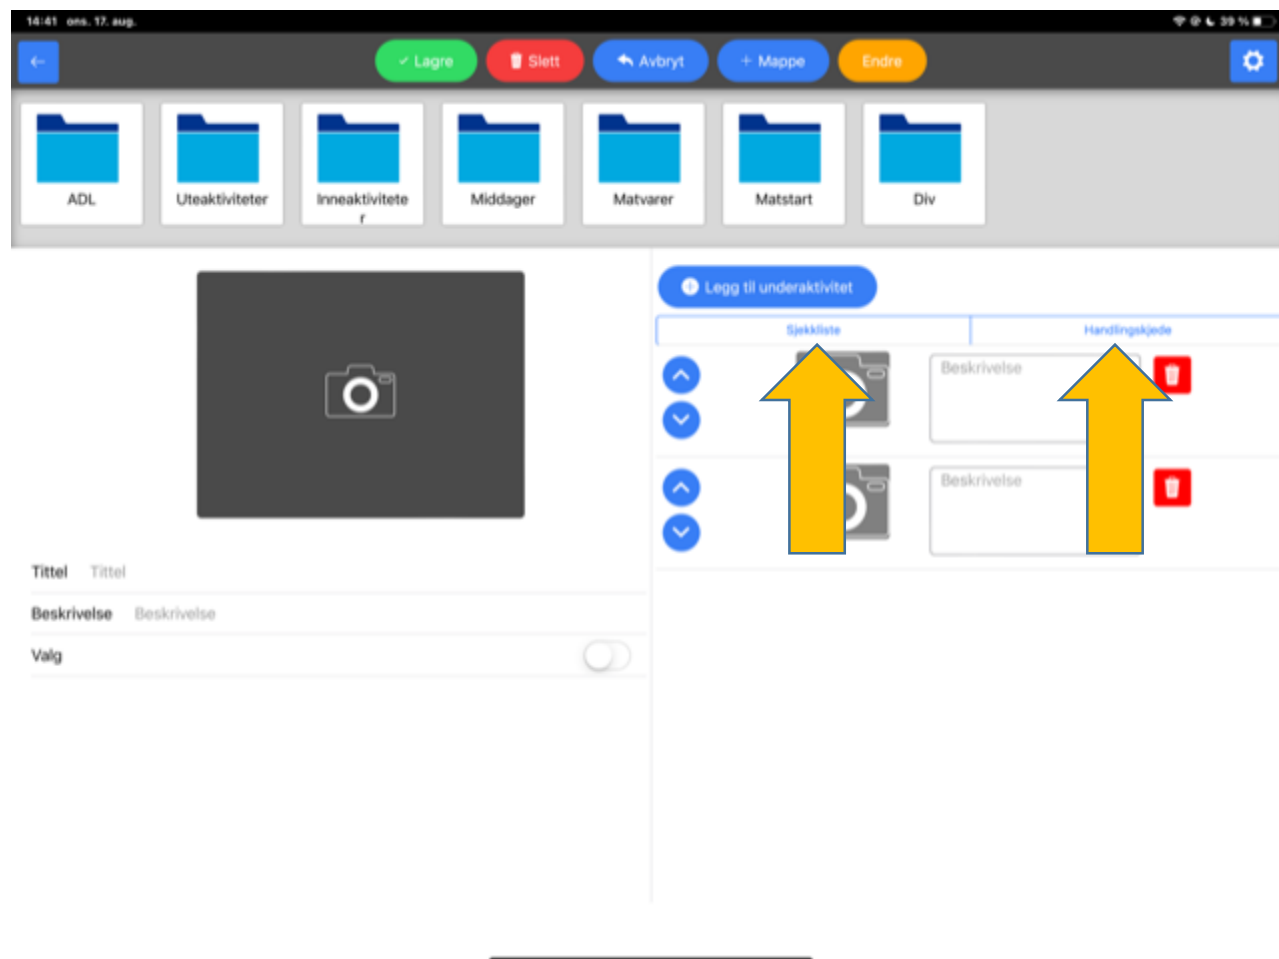 14:41 ons. 17. aug.
39 %
Lagre
Slett
Avbryt
+ Mappe
Endre
ADL
Uteaktiviteter
Inneaktivitete
r
Middager
Matvarer
Matstart
Div
Legg til underaktivitet
Sjekkliste
Handlingskjede
Beskrivelse
Beskrivelse
Tittel Tittel
Beskrivelse Beskrivelse
Valg